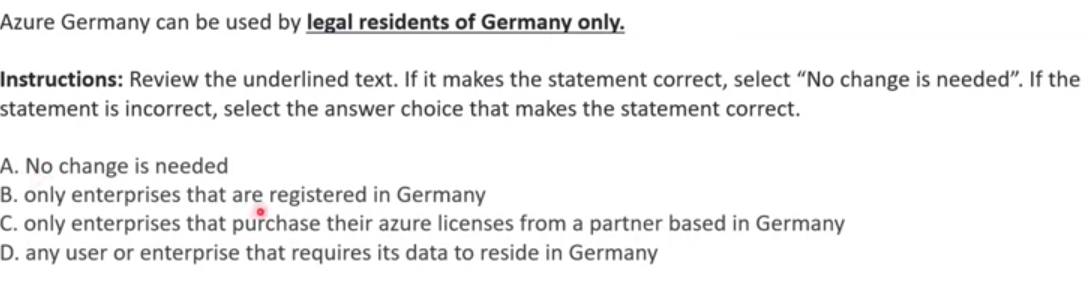 Azure Germany can be used by legal residents of Germany only.
Instructions: Review the underlined text. If it makes the statement correct, select “No change is needed”. If the
statement is incorrect, select the answer choice that makes the statement correct.
A. No change is needed
B. only enterprises that are registered in Germany
C. only enterprises that purchase their azure licenses from a partner based in Germany
D. any user or enterprise that requires its data to reside in Germany